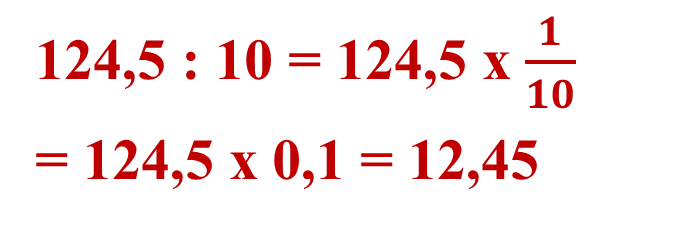 124,5 : 10 = 124,5 x 1/10
= 124,5 x 0,1 = 12,45